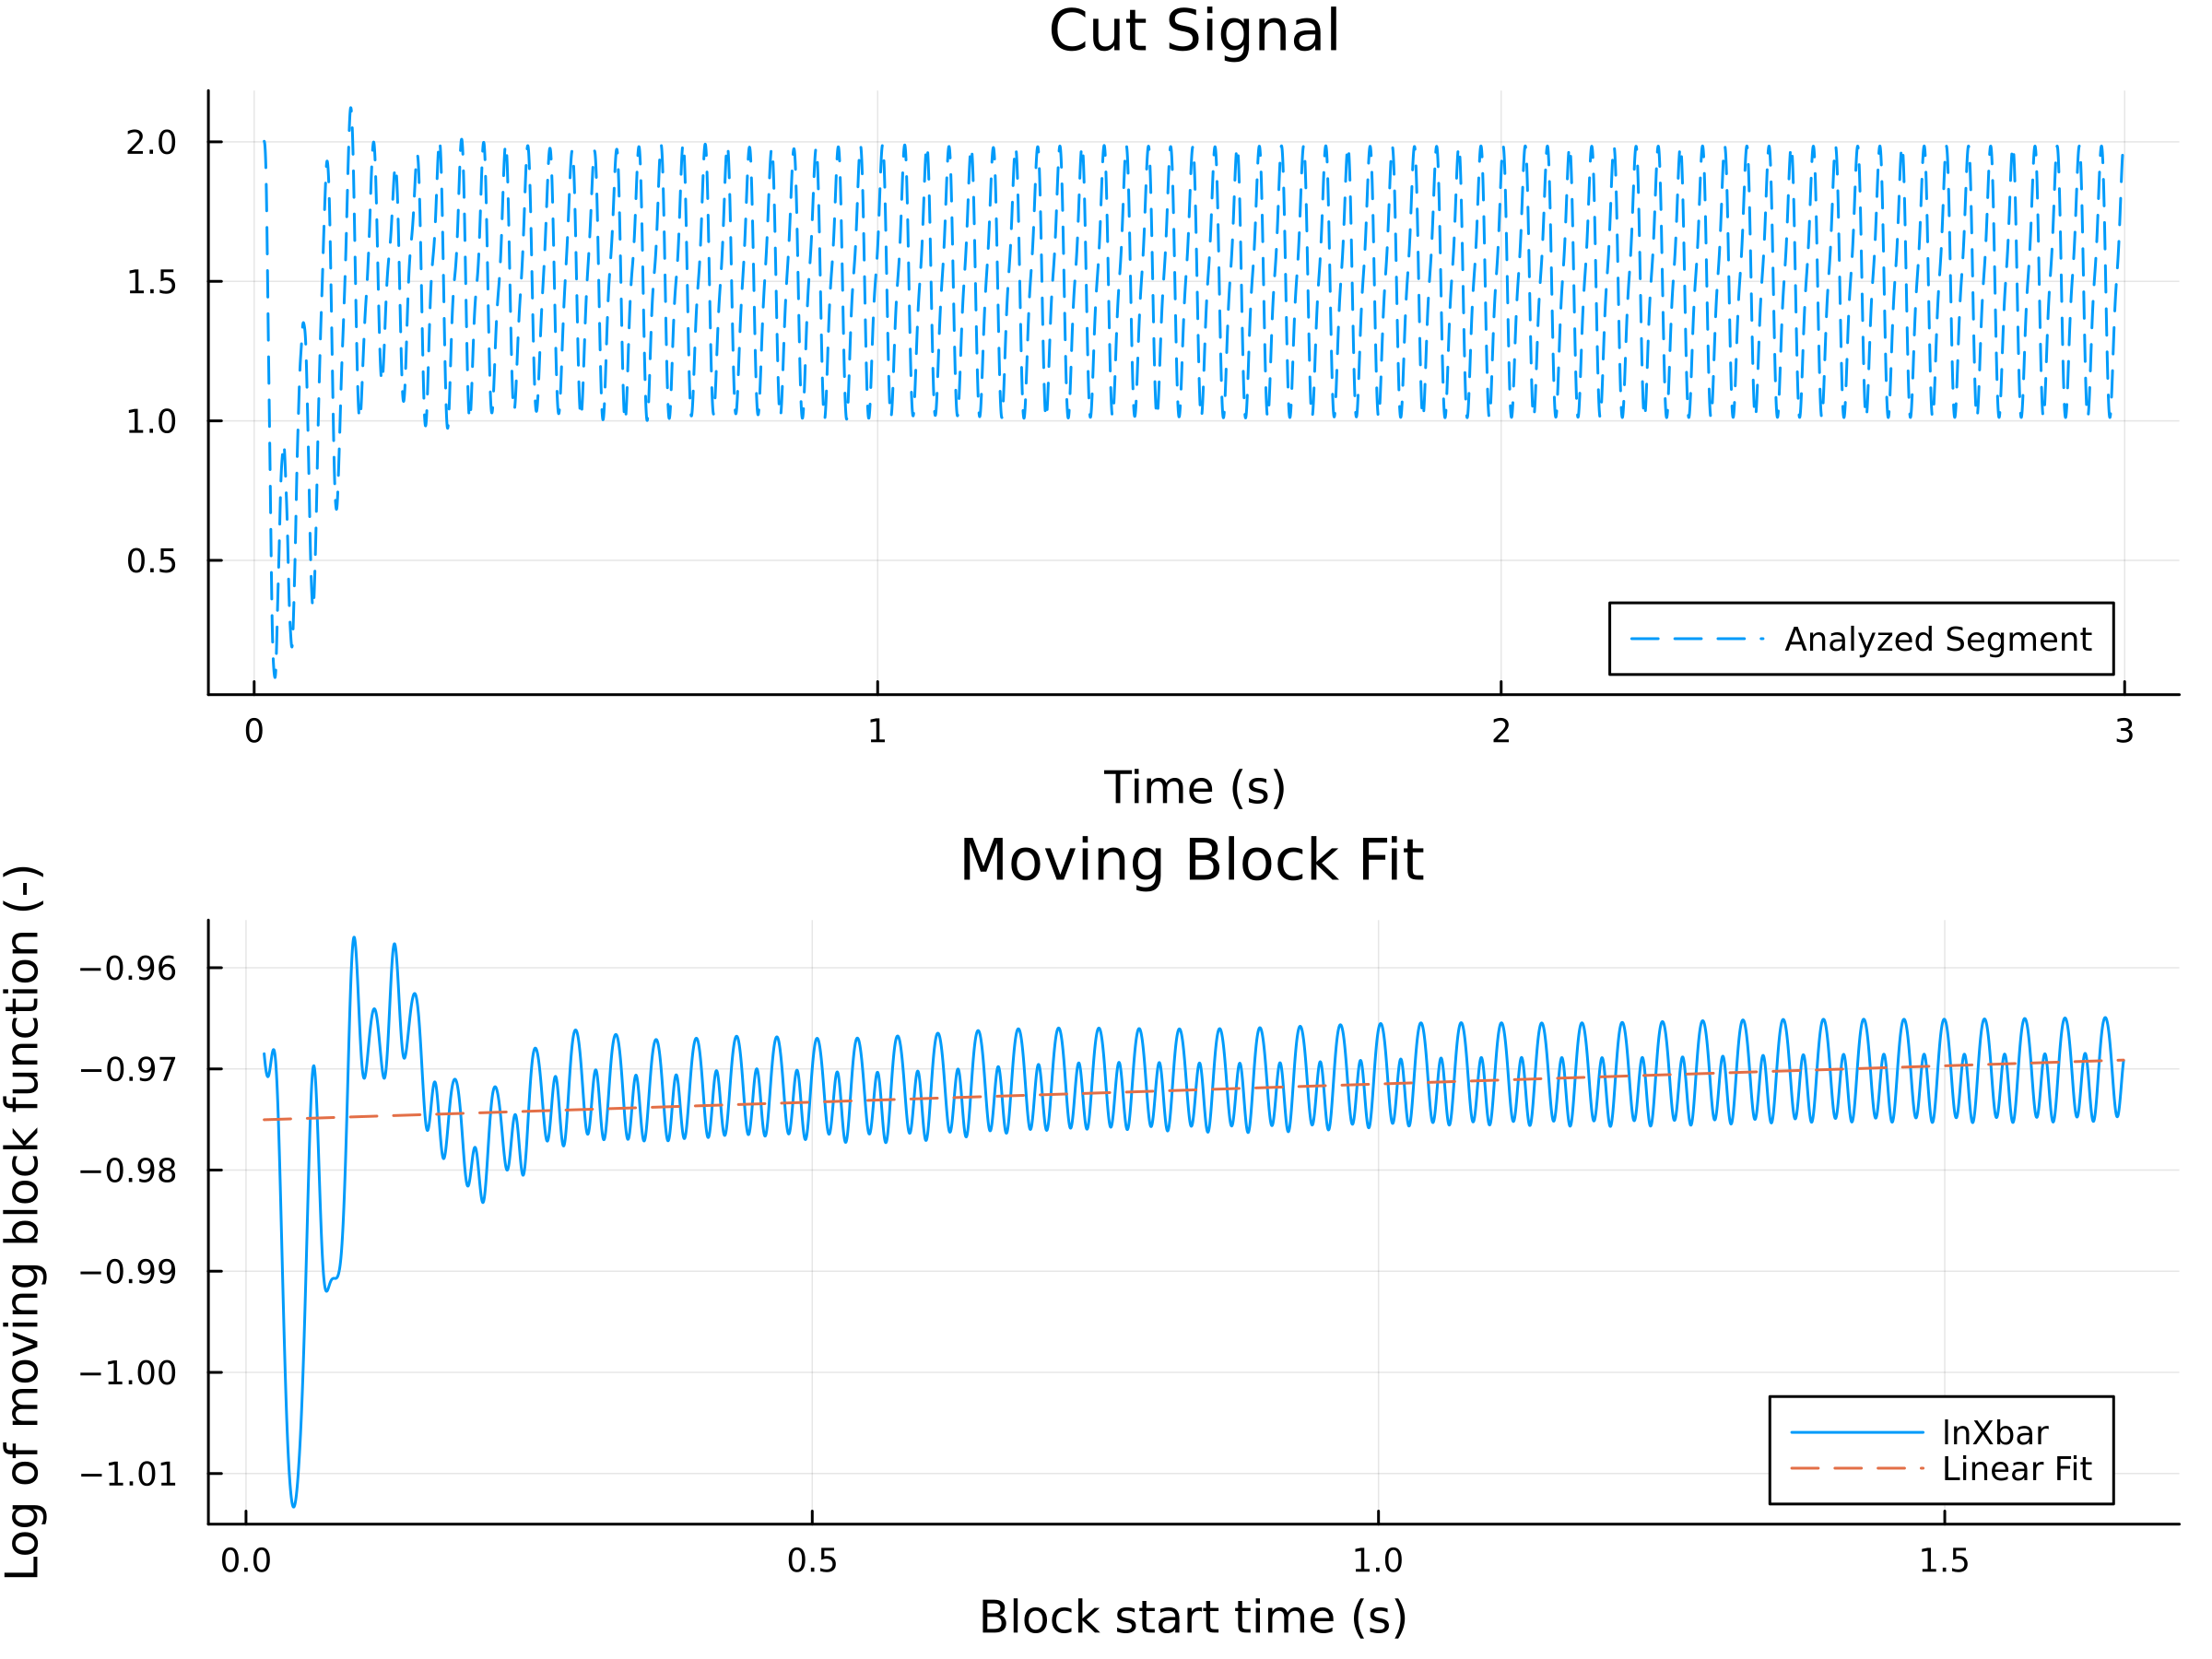 Cut Signal
2.0
1.5
1.0
0.5
Analyzed Segment
0 1 2 3
Time (s)
Moving Block Fit
Log of moving block function (-)
−0.96
−0.97
−0.98
−0.99
−1.00
−1.01
lnXbar
Linear Fit
0.0 0.5 1.0 1.5
Block start time (s)